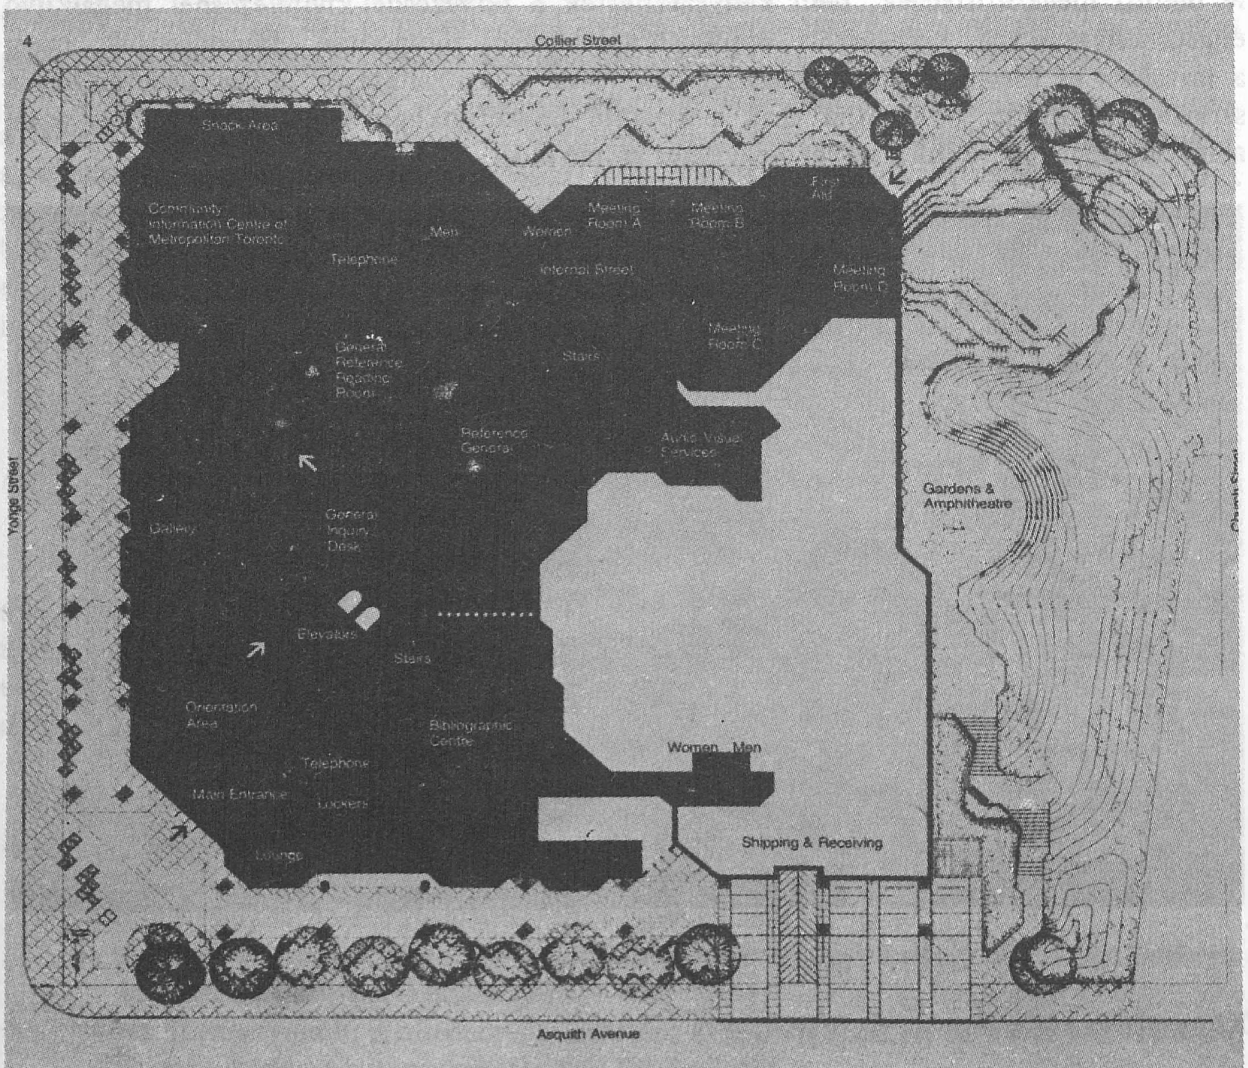 4
Collier Street
Snack Area
First
Aid
Community
Information Centre of
Metropolitan Toronto
Men
Women
Meeting
Room A
Meeting
Room B
Telephone
Internal Street
Meeting
Room D
General
Reference
Reading
Room
Stairs
Meeting
Room C
Reference
General
Audio Visual
Services
Yonge Street
Church Street
Gardens &
Amphitheatre
Gallery
General
Inquiry
Desk
Elevators
Stairs
Orientation
Area
Bibliographic
Centre
Women Men
Telephone
Main Entrance
Lockers
Shipping & Receiving
Lounge
Asquith Avenue